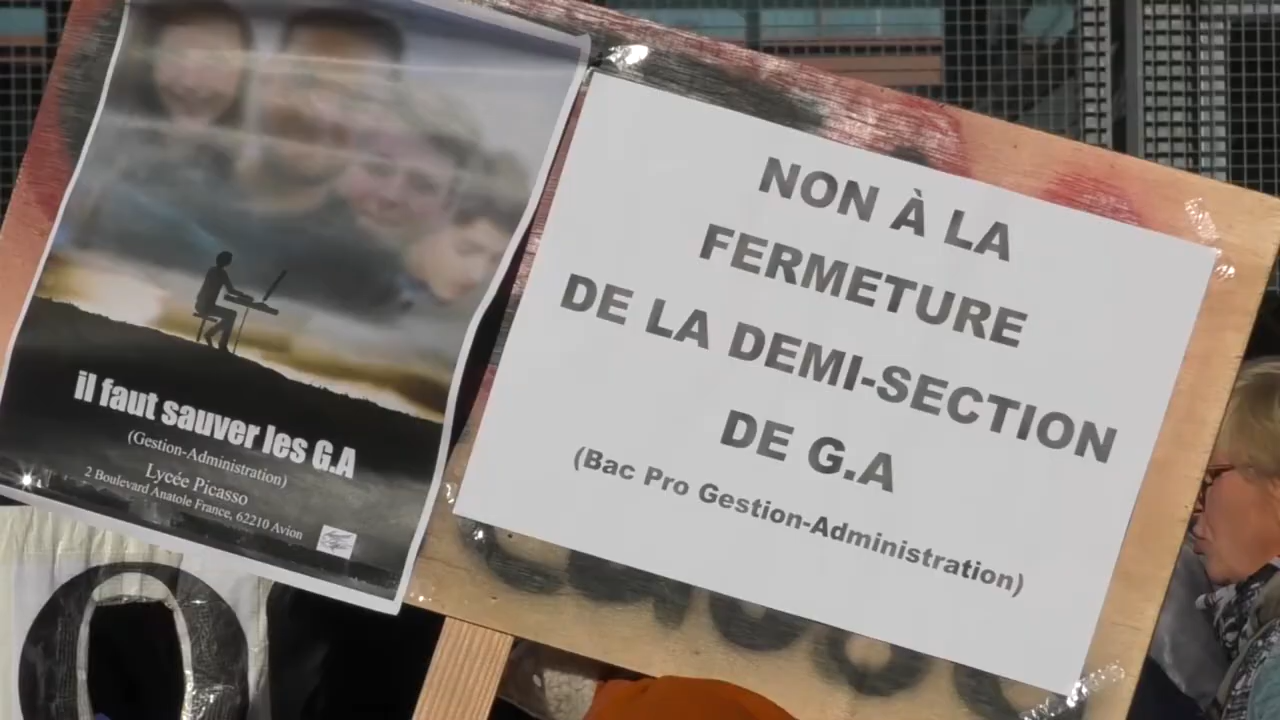 il faut sauver les G.A
(Gestion-Administration)
Lycée Picasso
2 Boulevard Anatole France, 62210 Avion
NON À LA
FERMETURE
DE LA DEMI-SECTION
DE G.A
(Bac Pro Gestion-Administration)